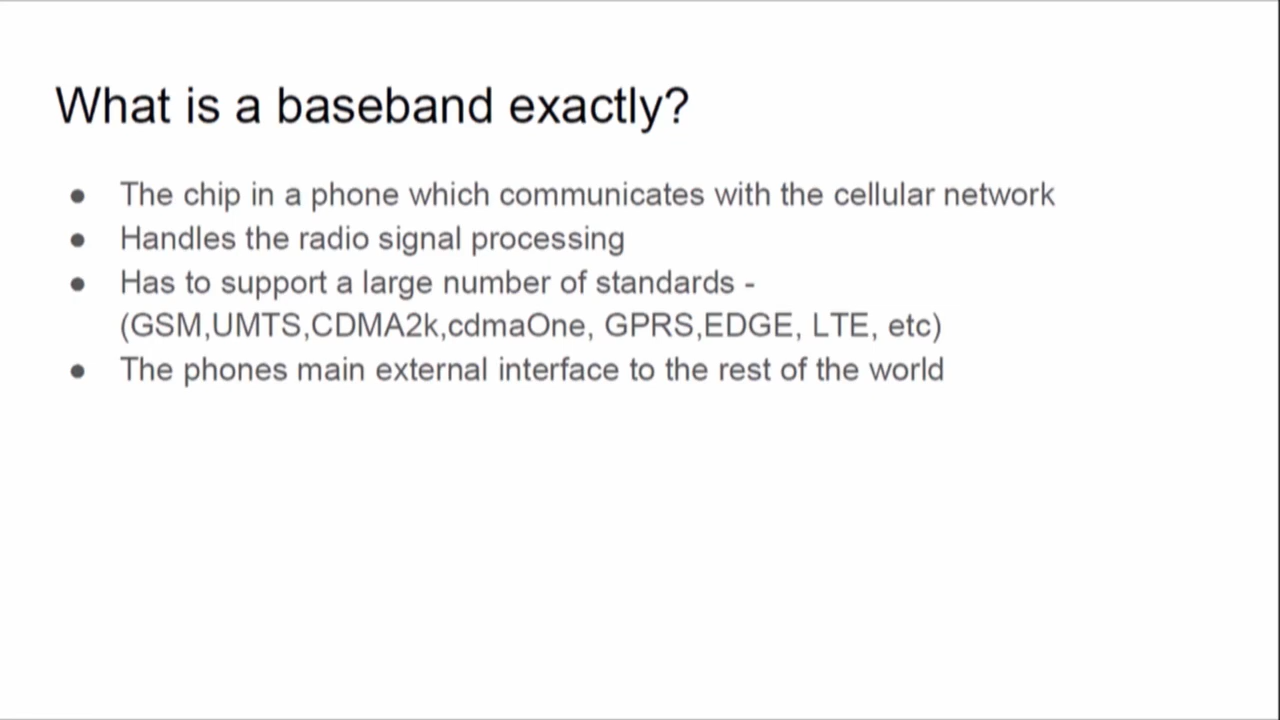 What is a baseband exactly?
● The chip in a phone which communicates with the cellular network
● Handles the radio signal processing
● Has to support a large number of standards -
(GSM,UMTS,CDMA2k,cdmaOne, GPRS,EDGE, LTE, etc)
● The phones main external interface to the rest of the world